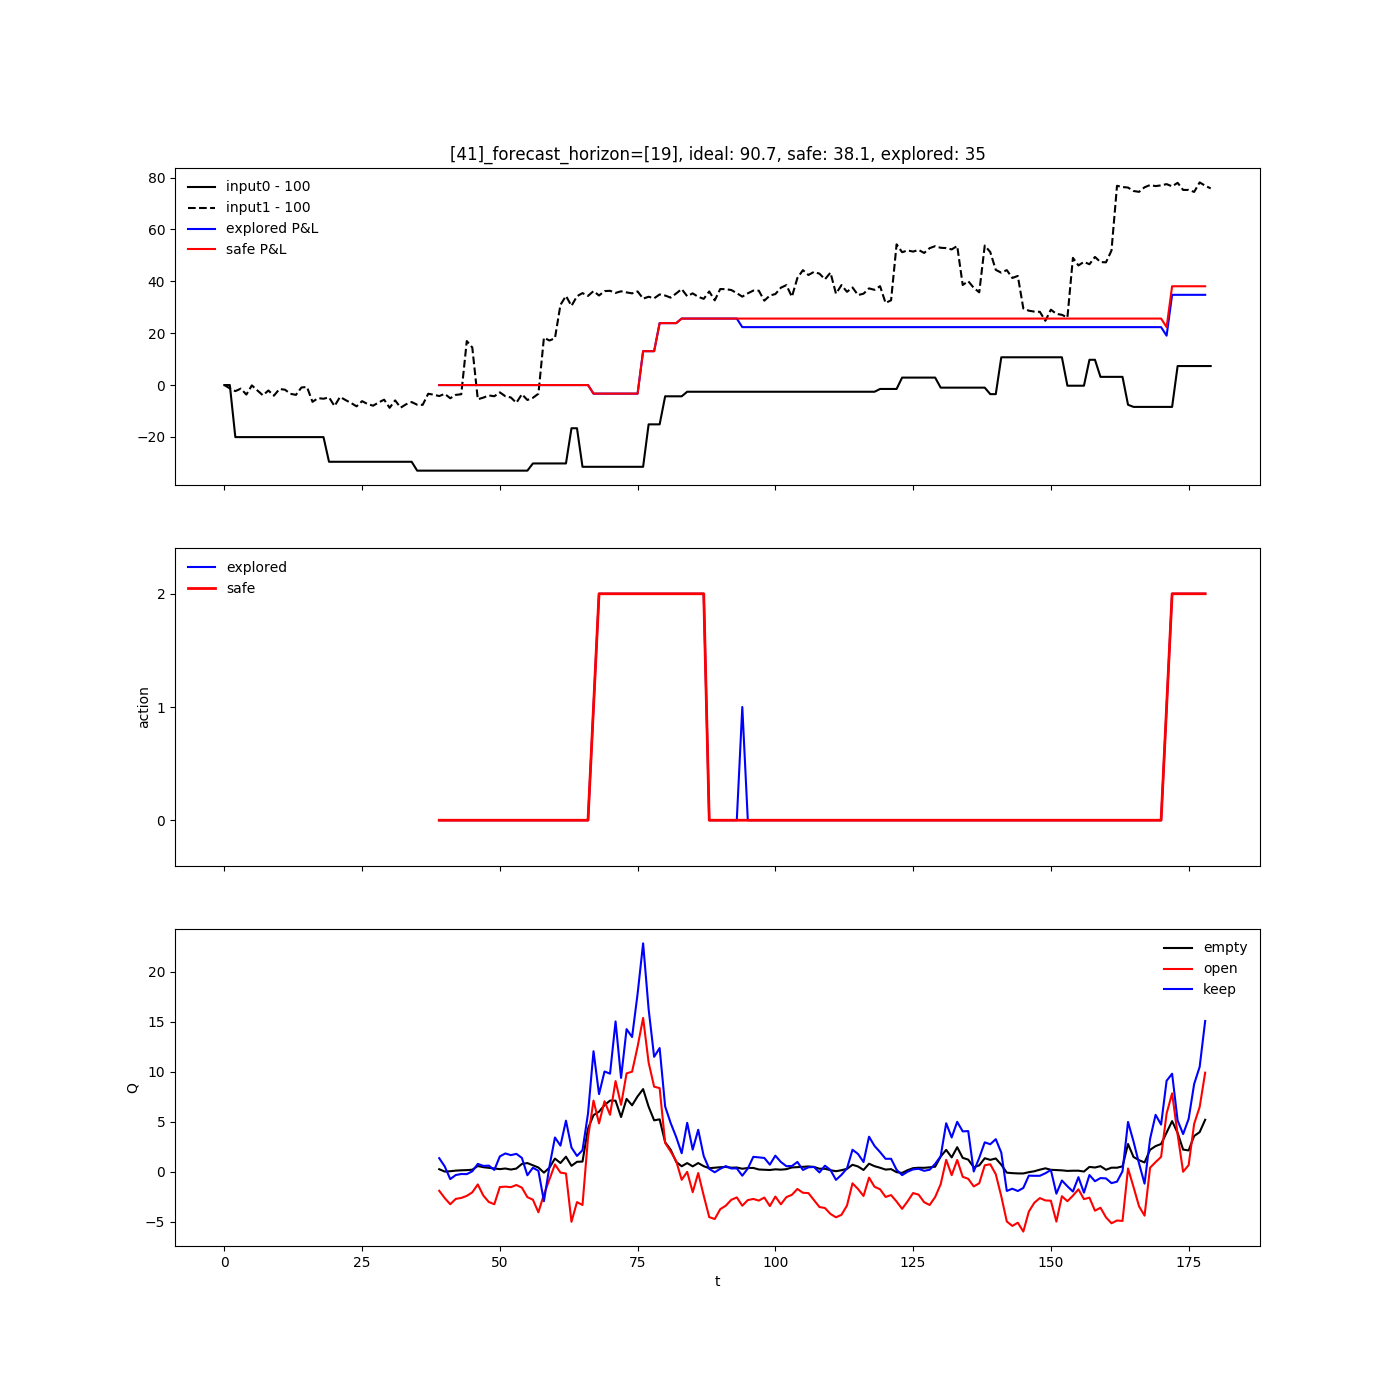 [41]_forecast_horizon=[19], ideal: 90.7, safe: 38.1, explored: 35
80
60
40
20
0
−20
input0 - 100
input1 - 100
explored P&L
safe P&L
2
1
0
action
explored
safe
20
15
10
5
0
−5
Q
empty
open
keep
0 25 50 75 100 125 150 175
t